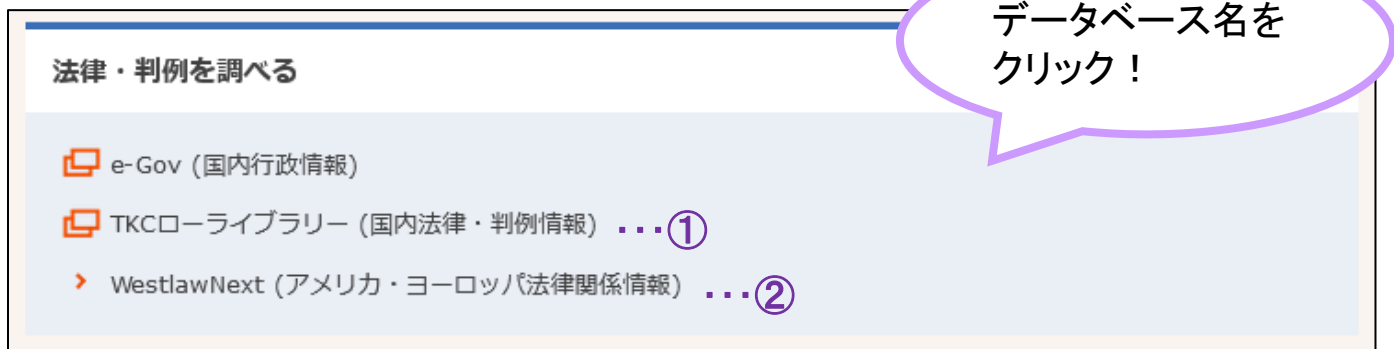 データベース名を
クリック！
法律・判例を調べる
e-Gov (国内行政情報)
TKCローライブラリー (国内法律・判例情報) ・・・①
WestlawNext (アメリカ・ヨーロッパ法律関係情報) ・・・②